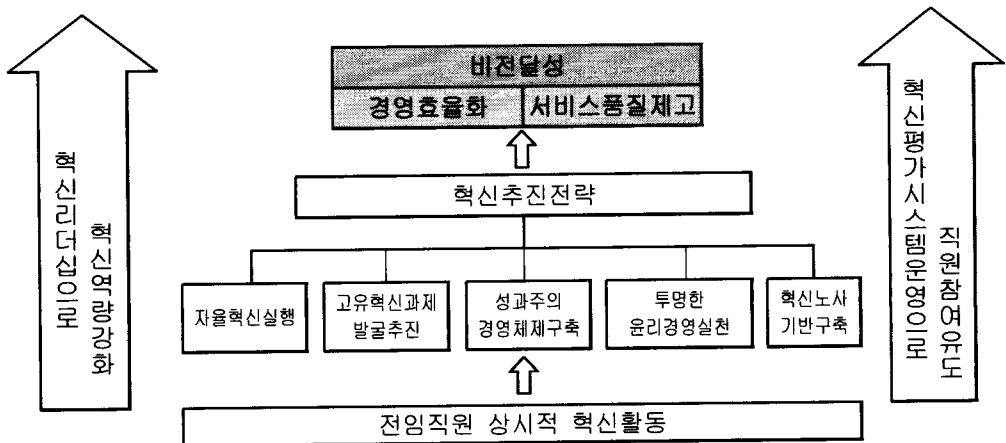 비전달성
경영효율화
서비스품질제고
혁신추진전략
자율혁신실행
고유혁신과제
발굴추진
성과주의
경영체제구축
투명한
윤리경영실천
혁신노사
기반구축
전임직원 상시적 혁신활동
혁신리더십으로
혁신역량강화
혁신평가시스템운영으로
직원참여유도